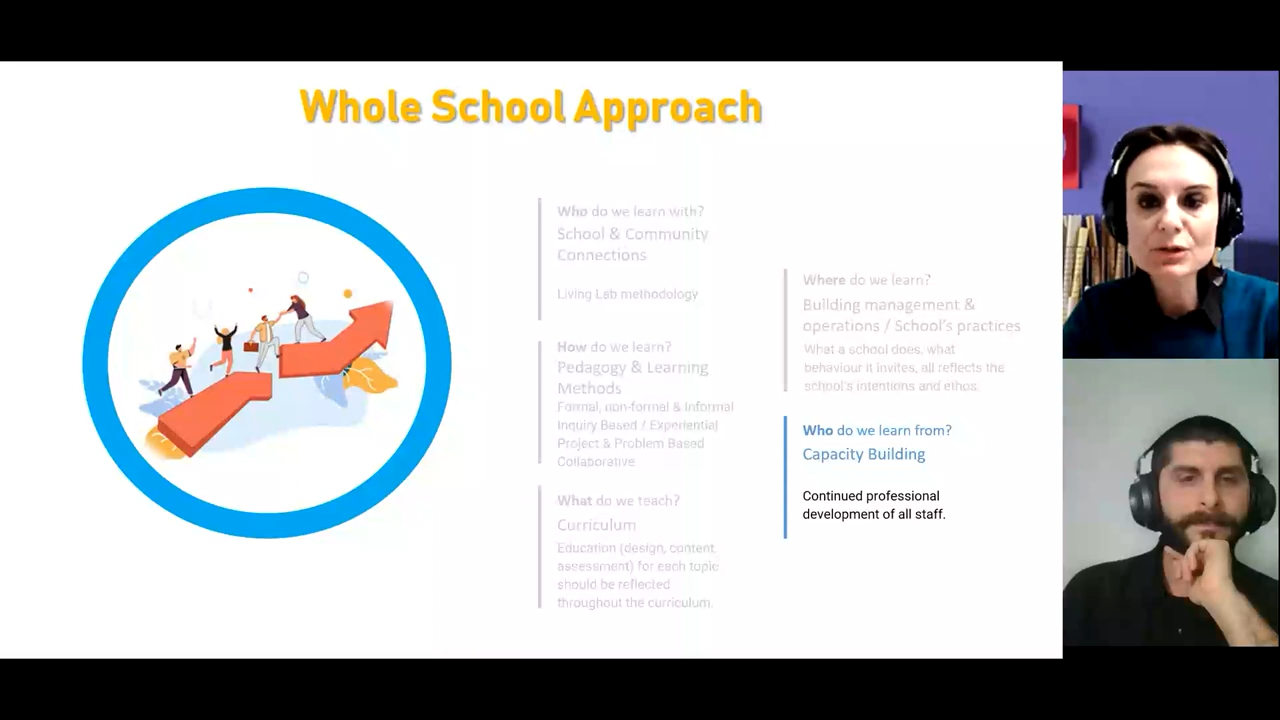 Whole School Approach
Who do we learn with?
School & Community
Connections
Living Lab methodology
How do we learn?
Pedagogy & Learning
Methods
Formal, non-formal & Informal
Inquiry Based / Experiential
Project & Problem Based
Collaborative
What do we teach?
Curriculum
Education (design, content,
assessment) for each topic
should be reflected
throughout the curriculum.
Where do we learn?
Building management &
operations / School's practices
What a school does, what
behaviour it invites, all reflects the
school's intentions and ethos.
Who do we learn from?
Capacity Building
Continued professional
development of all staff.